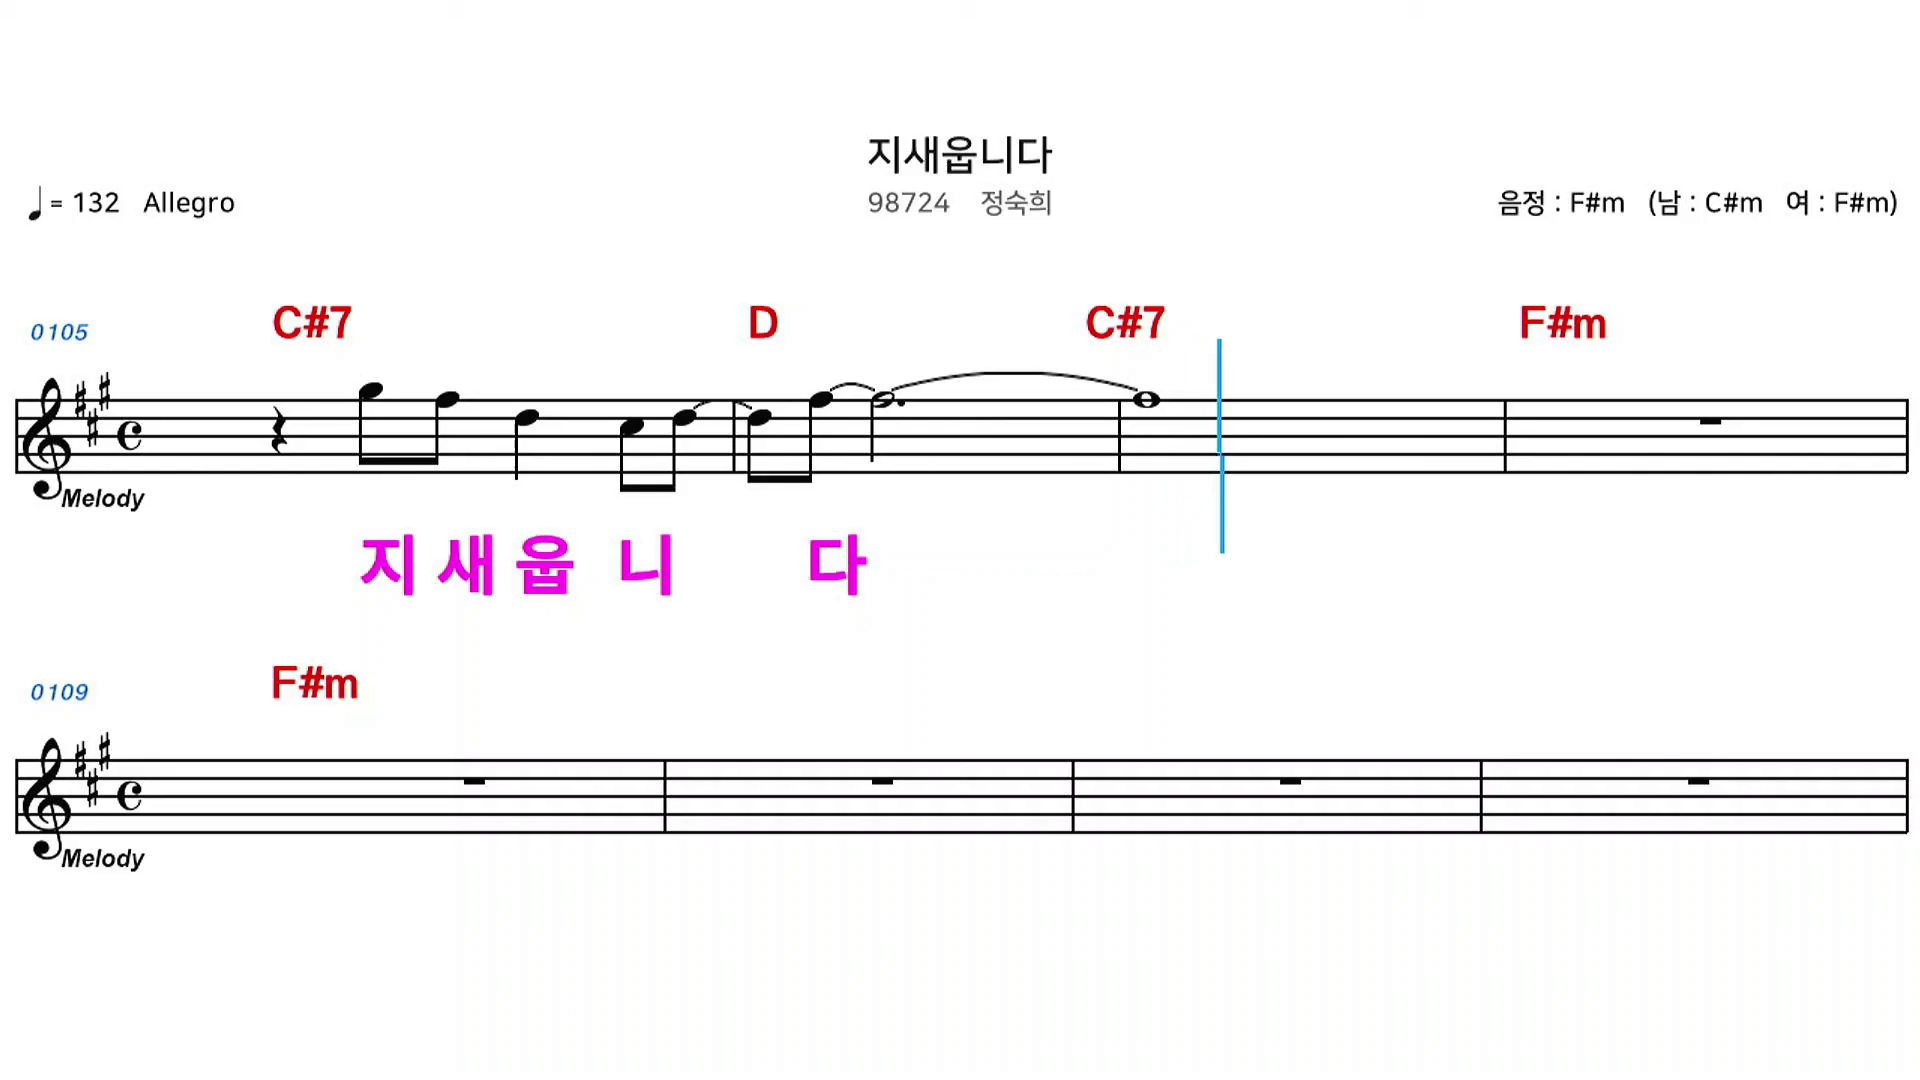 지새웁니다
♩ = 132 Allegro 98724 정숙희 음정 : F#m (남 : C#m 여 : F#m)
0105 C#7 D C#7 F#m
Melody
지 새 웁 니 다
0109 F#m
Melody